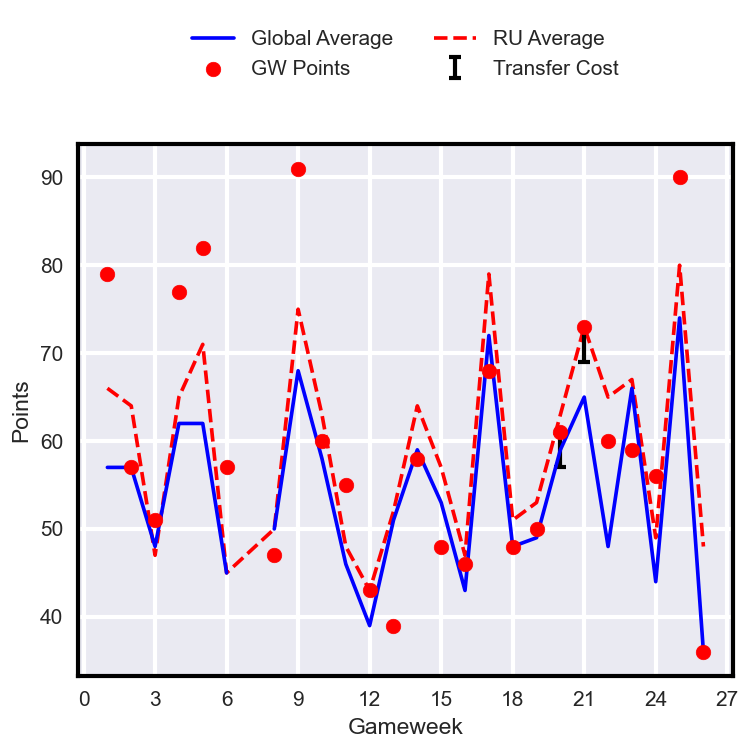 Global Average
RU Average
GW Points
Transfer Cost
90
80
70
60
50
40
Points
0 3 6 9 12 15 18 21 24 27
Gameweek